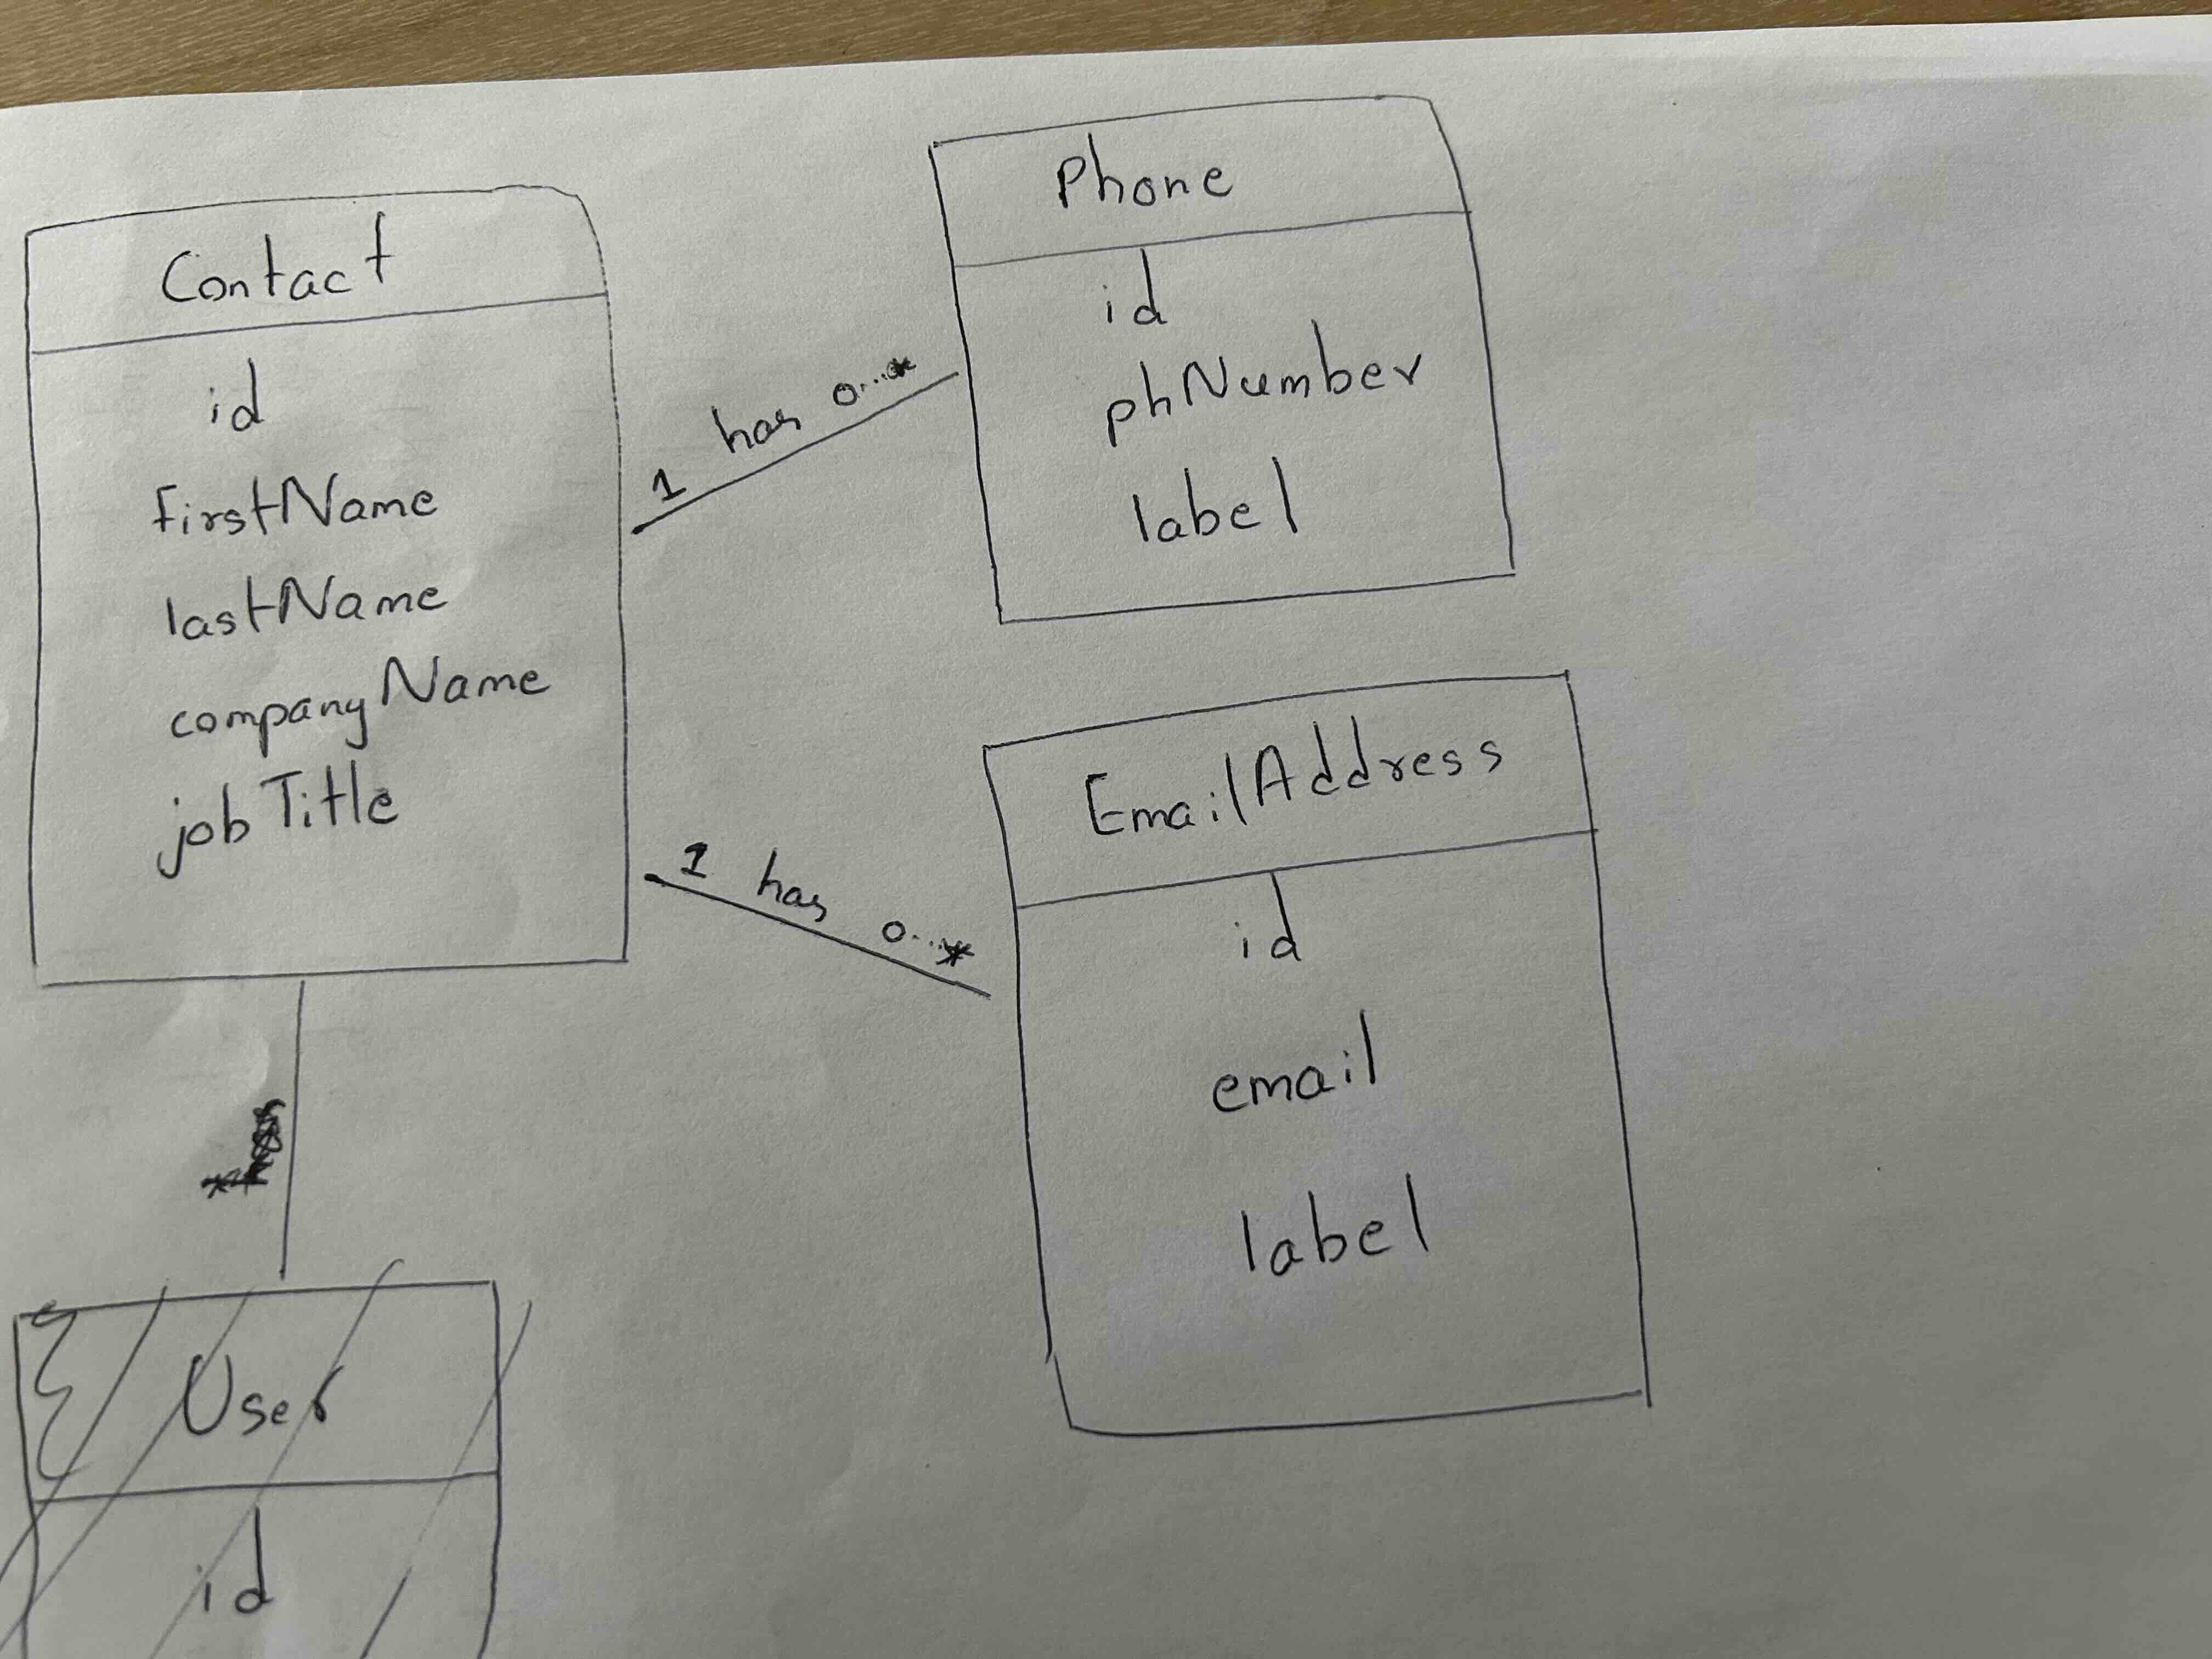 Contact
id
firstName
lastName
companyName
jobTitle
1 has 0...*
Phone
id
phNumber
label
1 has 0...*
EmailAddress
id
email
label
*
User
id